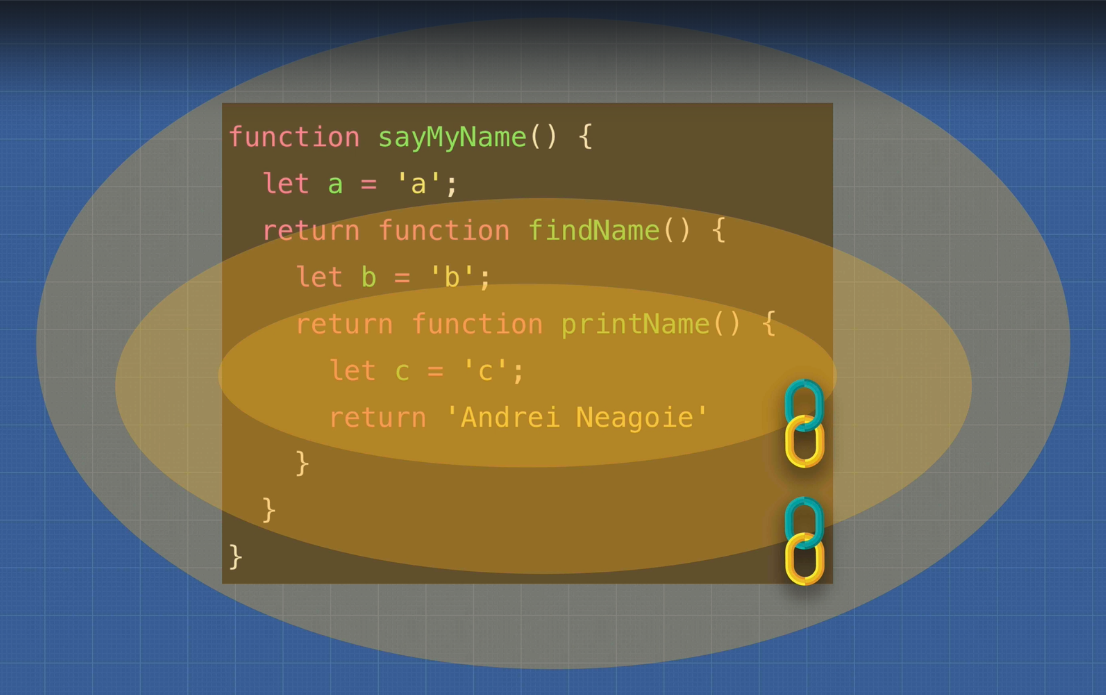 function sayMyName() {
  let a = 'a';
  return function findName() {
    let b = 'b';
    return function printName() {
      let c = 'c';
      return 'Andrei Neagoie'
    }
  }
}